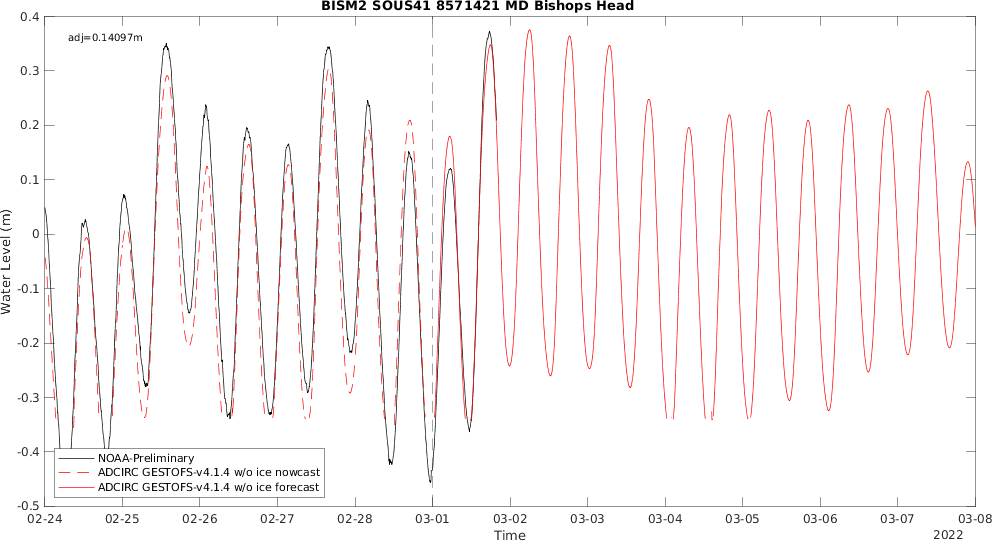 BISM2 SOUS41 8571421 MD Bishops Head
adj=0.14097m
0.4
0.3
0.2
0.1
0
-0.1
-0.2
-0.3
-0.4
-0.5
Water Level (m)
NOAA-Preliminary
ADCIRC GESTOFS-v4.1.4 w/o ice nowcast
ADCIRC GESTOFS-v4.1.4 w/o ice forecast
02-24 02-25 02-26 02-27 02-28 03-01 03-02 03-03 03-04 03-05 03-06 03-07 03-08
Time
2022